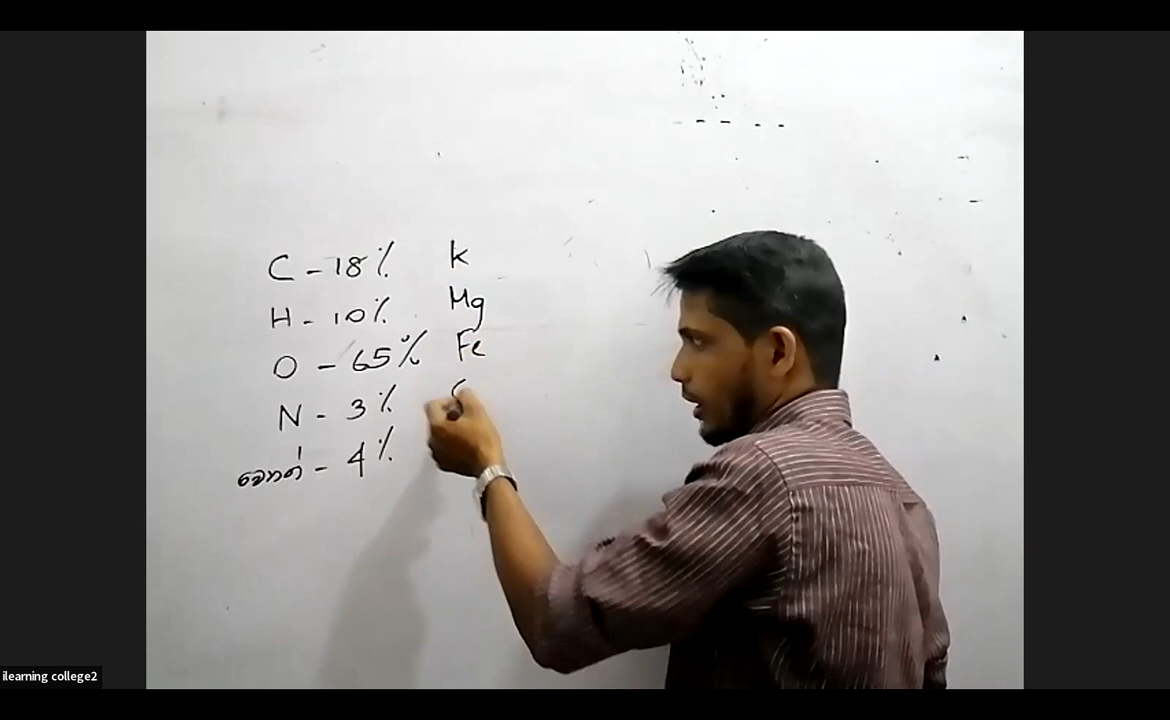 C - 18%
H - 10%
O - 65%
N - 3%
වෙනත් - 4%
K
Mg
Fe
ilearning college2